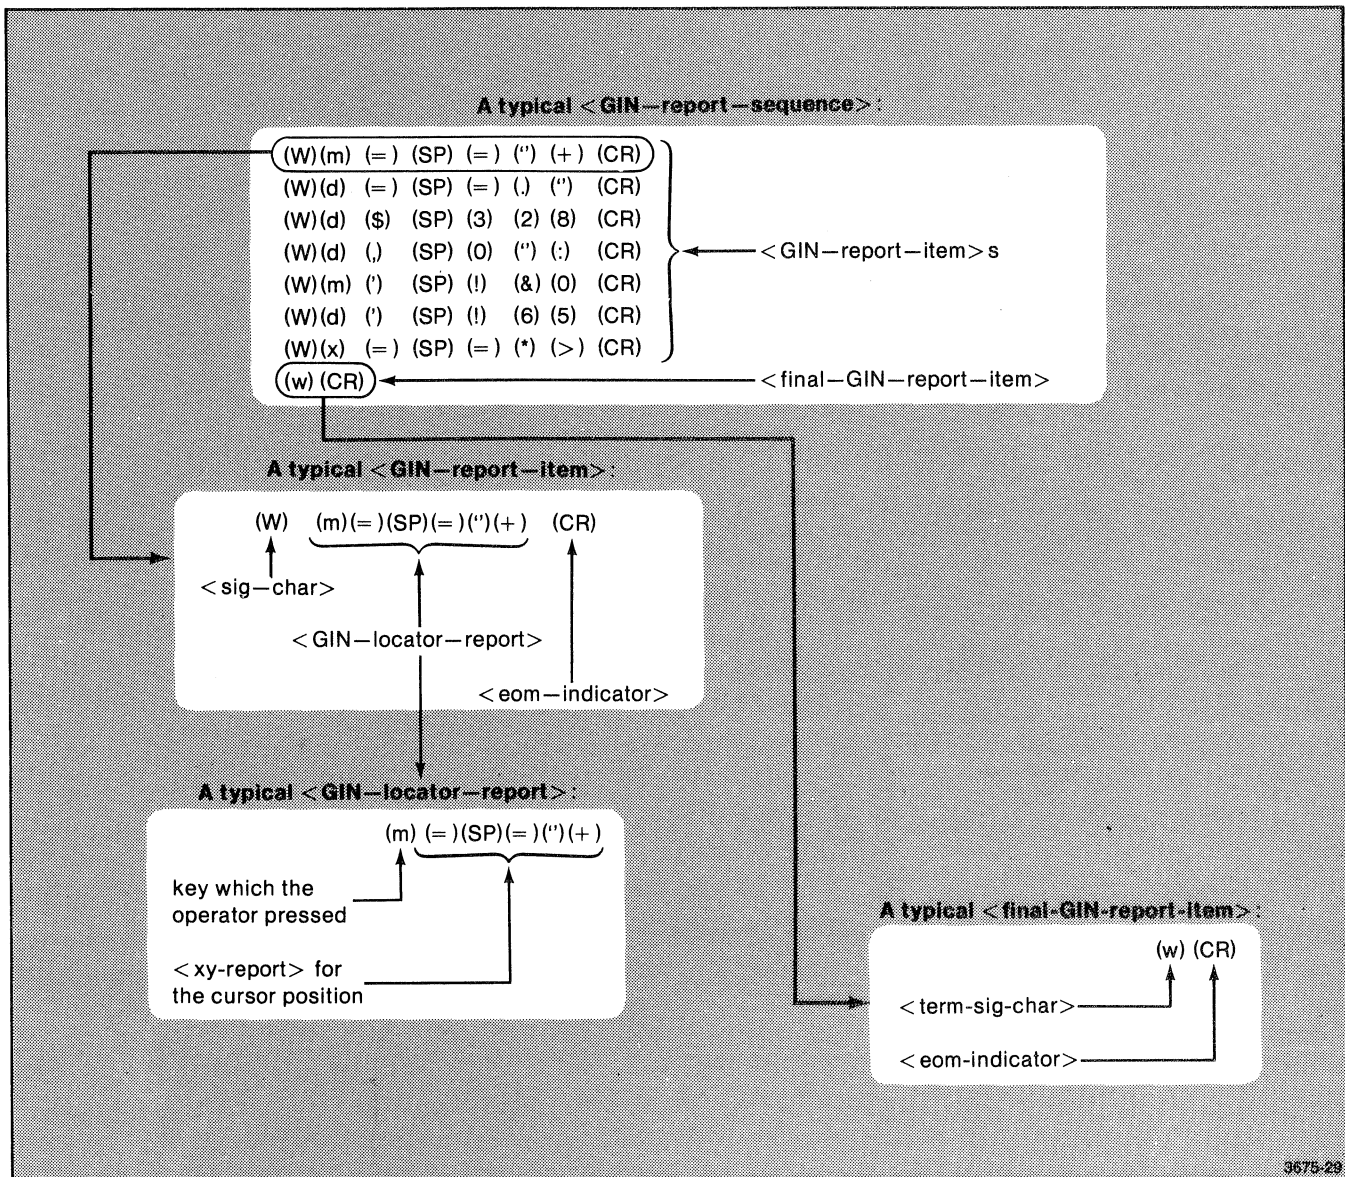 A typical <GIN—report—sequence>:
(W)(m) (=) (SP) (=) (") (+) (CR)
(W)(d) (=) (SP) (=) (.) (") (CR)
(W)(d) ($) (SP) (3) (2) (8) (CR)
(W)(d) (,) (SP) (0) (") (:) (CR)
<GIN—report—item>s
(W)(m) (') (SP) (!) (&) (0) (CR)
(W)(d) (') (SP) (!) (6) (5) (CR)
(W)(x) (=) (SP) (=) (*) (>) (CR)
(w) (CR)
<final—GIN—report—item>
A typical <GIN—report—item>:
(W) (m)(=)(SP)(=)(")(+) (CR)
<sig—char>
<GIN—locator—report>
<eom—indicator>
A typical <GIN—locator—report>:
(m) (=)(SP)(=)(")(+)
key which the
operator pressed
<xy-report> for
the cursor position
A typical <final-GIN-report-item>:
(w) (CR)
<term-sig-char>
<eom-indicator>
3675-29